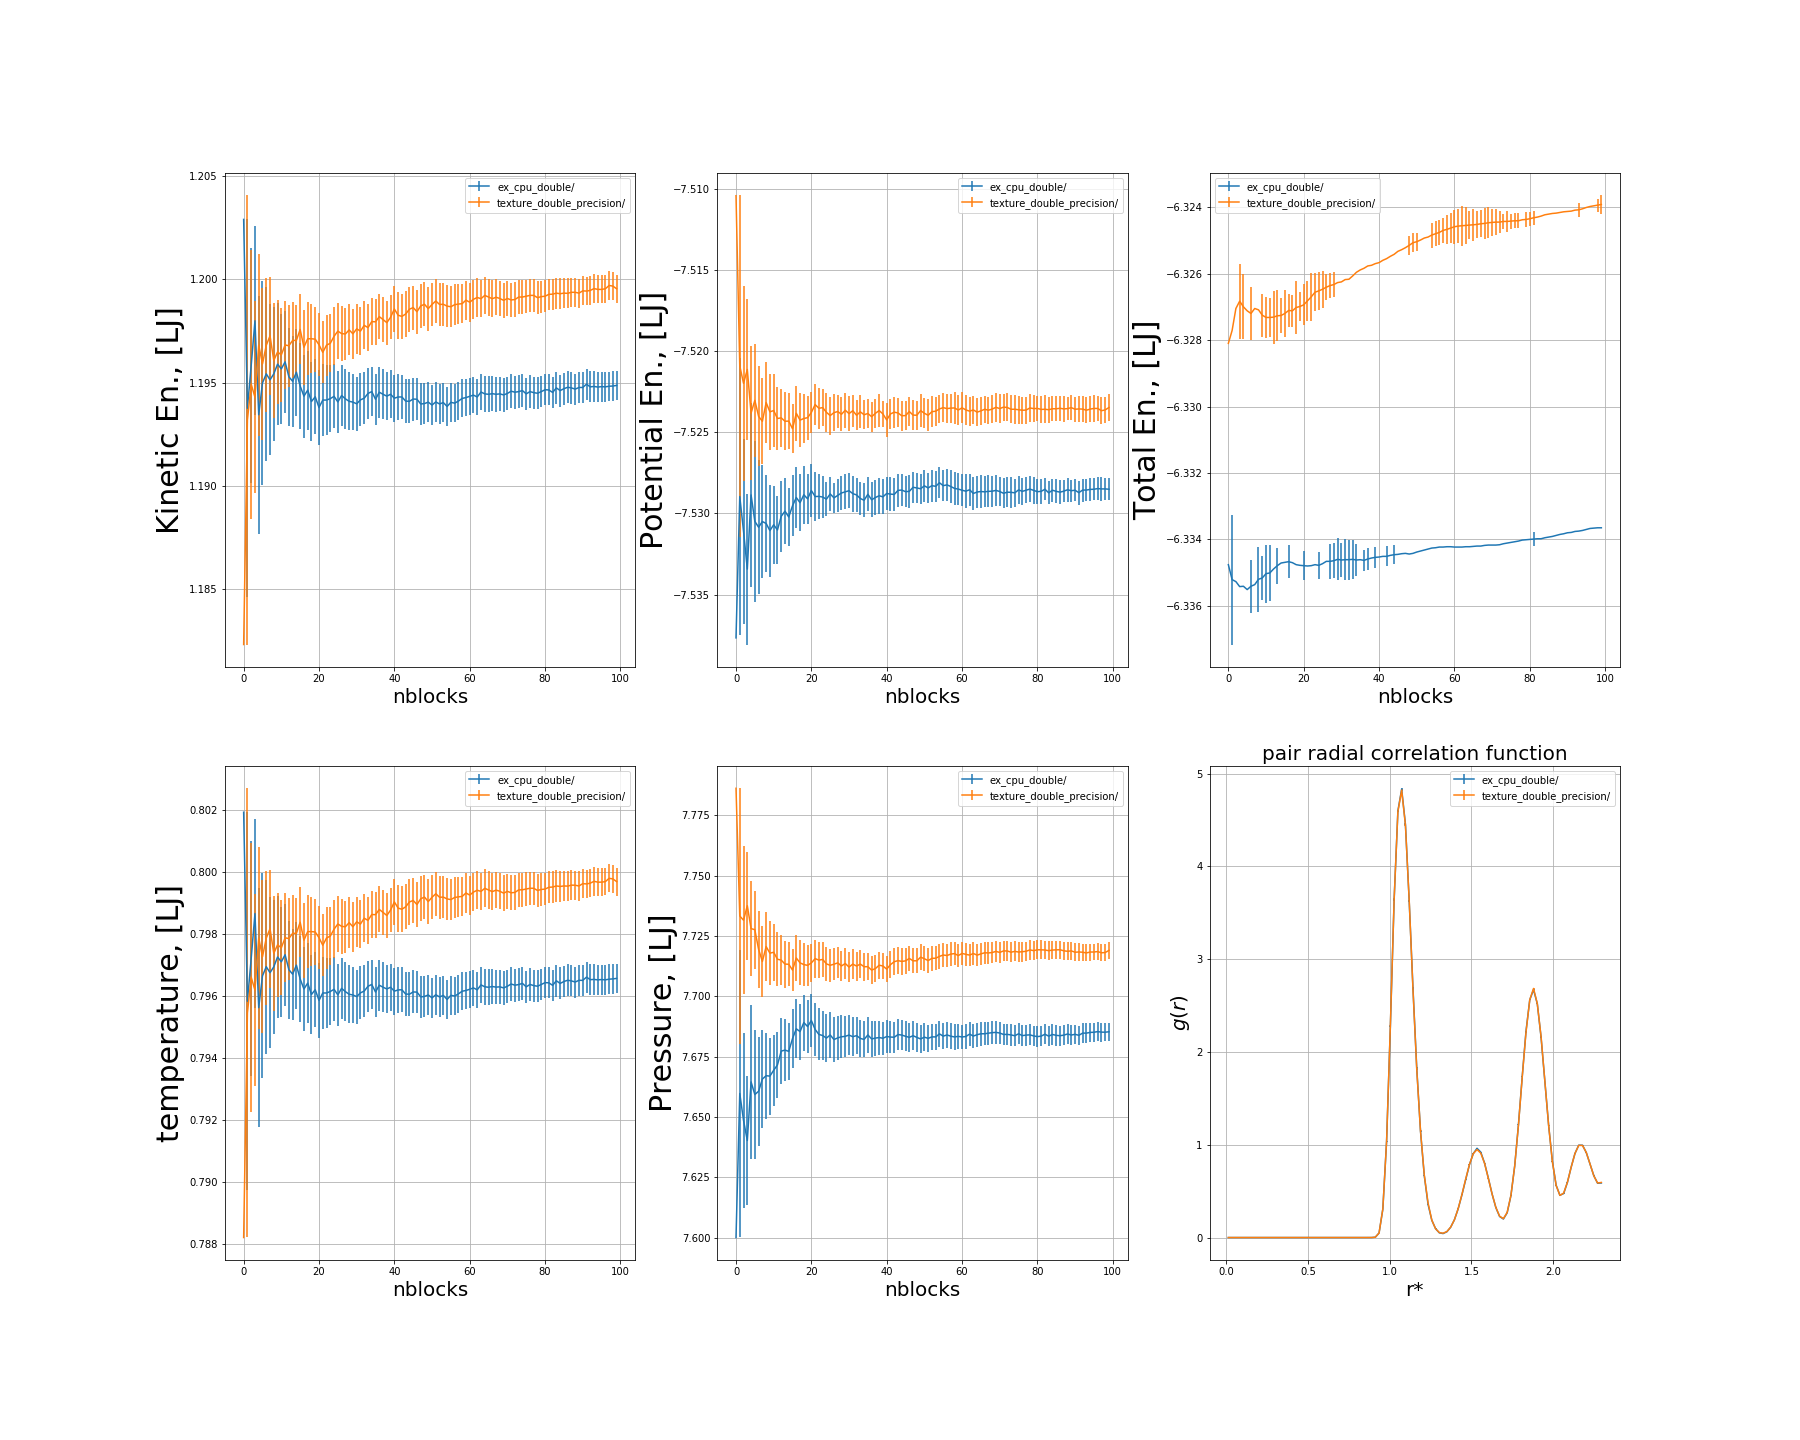 Kinetic En., [LJ]
1.205
1.200
1.195
1.190
1.185
ex_cpu_double/
texture_double_precision/
0 20 40 60 80 100
nblocks
Potential En., [LJ]
−7.510
−7.515
−7.520
−7.525
−7.530
−7.535
ex_cpu_double/
texture_double_precision/
0 20 40 60 80 100
nblocks
Total En., [LJ]
−6.324
−6.326
−6.328
−6.330
−6.332
−6.334
−6.336
ex_cpu_double/
texture_double_precision/
0 20 40 60 80 100
nblocks
temperature, [LJ]
0.802
0.800
0.798
0.796
0.794
0.792
0.790
0.788
ex_cpu_double/
texture_double_precision/
0 20 40 60 80 100
nblocks
Pressure, [LJ]
7.775
7.750
7.725
7.700
7.675
7.650
7.625
7.600
ex_cpu_double/
texture_double_precision/
0 20 40 60 80 100
nblocks
pair radial correlation function
g(r)
5
4
3
2
1
0
ex_cpu_double/
texture_double_precision/
0.0 0.5 1.0 1.5 2.0
r*